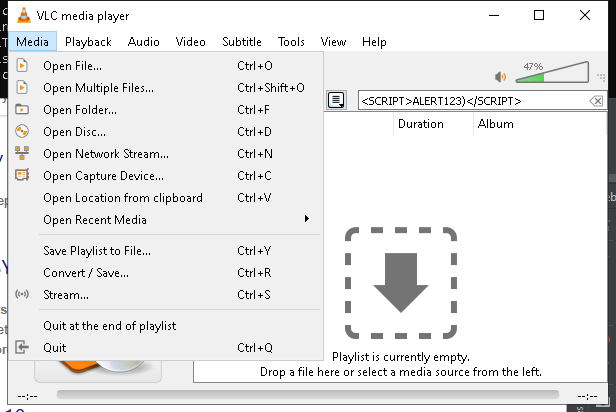 VLC media player
Media Playback Audio Video Subtitle Tools View Help
Open File... Ctrl+O
Open Multiple Files... Ctrl+Shift+O
Open Folder... Ctrl+F
Open Disc... Ctrl+D
Open Network Stream... Ctrl+N
Open Capture Device... Ctrl+C
Open Location from clipboard Ctrl+V
Open Recent Media
Save Playlist to File... Ctrl+Y
Convert / Save... Ctrl+R
Stream... Ctrl+S
Quit at the end of playlist
Quit Ctrl+Q
47%
<SCRIPT>ALERT123)</SCRIPT>
Duration Album
Playlist is currently empty.
Drop a file here or select a media source from the left.
--:-- --:--